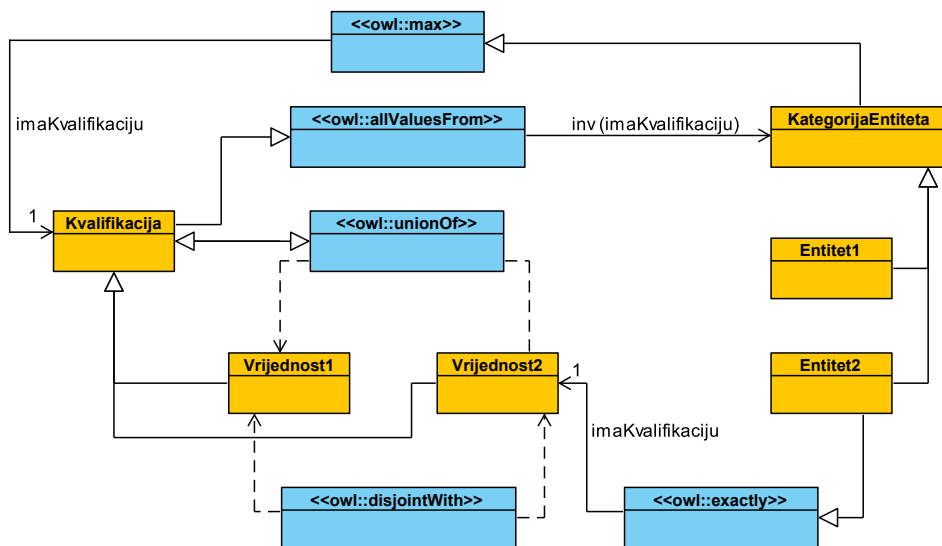 <<owl::max>>
imaKvalifikaciju
<<owl::allValuesFrom>>
inv (imaKvalifikaciju)
KategorijaEntiteta
1
Kvalifikacija
<<owl::unionOf>>
Entitet1
Vrijednost1
Vrijednost2
1
Entitet2
imaKvalifikaciju
<<owl::disjointWith>>
<<owl::exactly>>